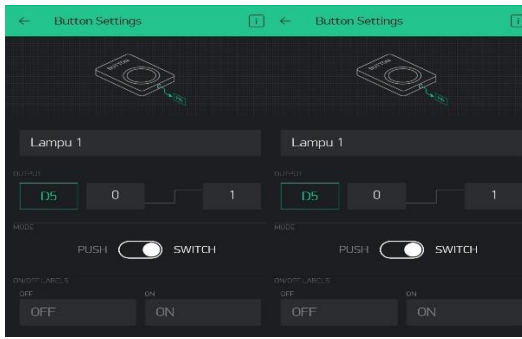 Button Settings
BUTTON
Lampu 1
OUTPUT
D5 0 1
MODE
PUSH SWITCH
ON/OFF LABELS
OFF ON
OFF ON
Button Settings
BUTTON
Lampu 1
OUTPUT
D5 0 1
MODE
PUSH SWITCH
ON/OFF LABELS
OFF ON
OFF ON